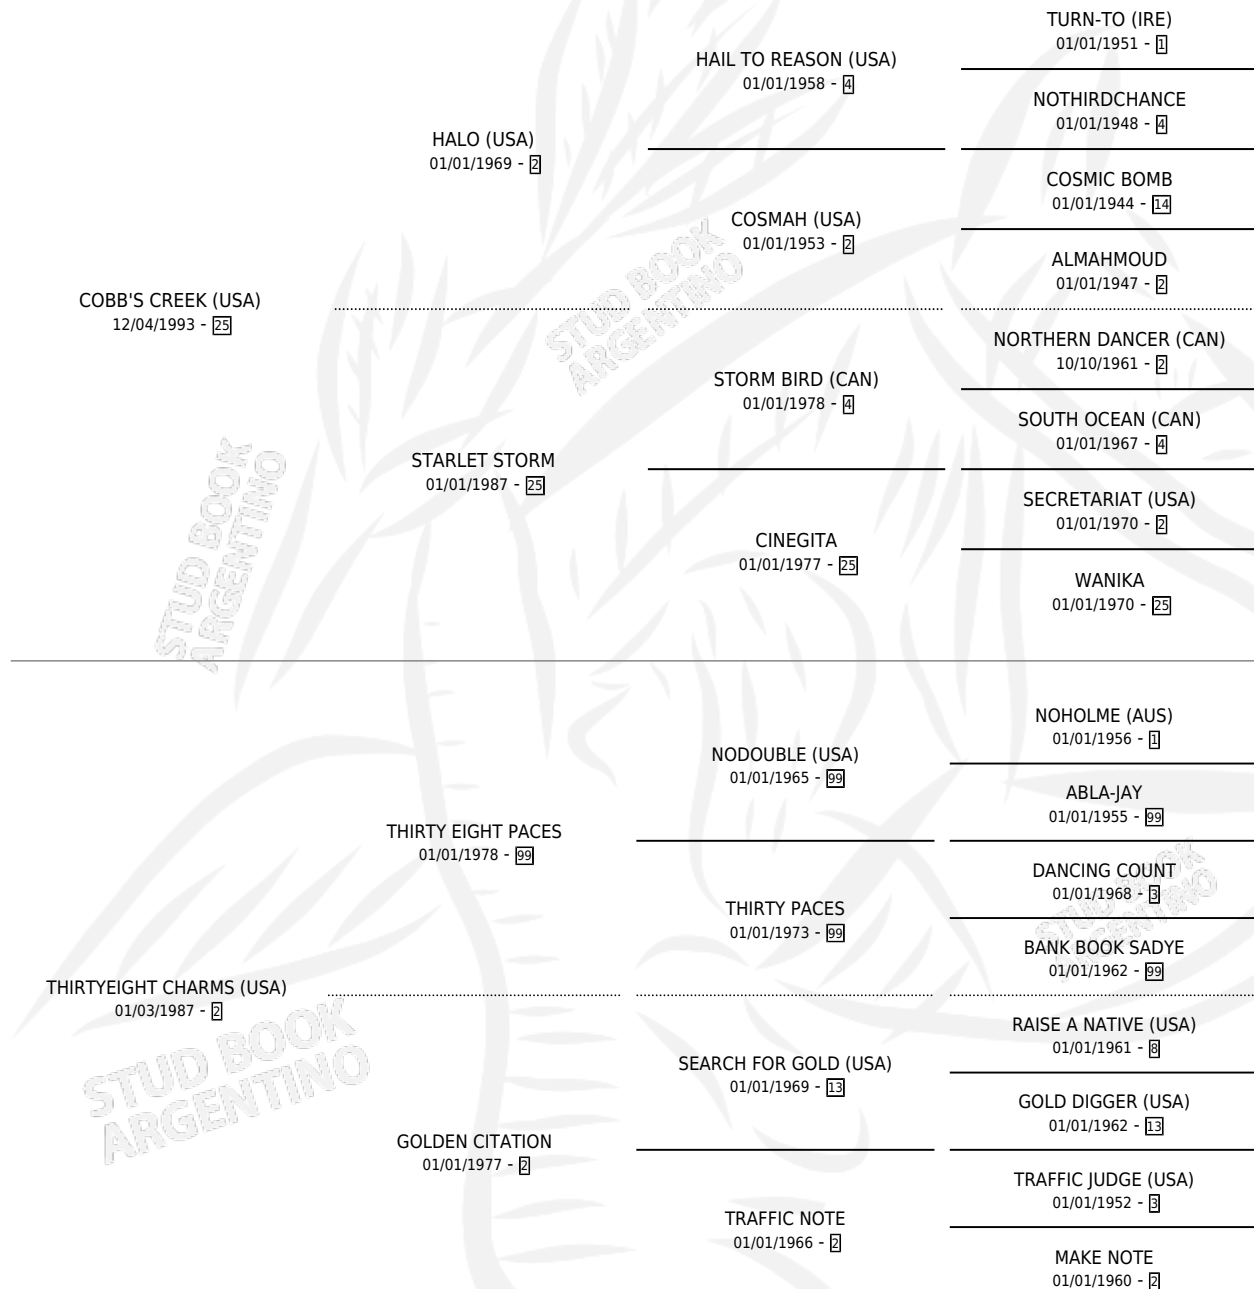 TURN-TO (IRE)
01/01/1951 - 1
HAIL TO REASON (USA)
01/01/1958 - 4
NOTHIRDCHANCE
01/01/1948 - 4
HALO (USA)
01/01/1969 - 2
COSMIC BOMB
01/01/1944 - 14
COSMAH (USA)
01/01/1953 - 2
ALMAHMOUD
01/01/1947 - 2
COBB'S CREEK (USA)
12/04/1993 - 25
NORTHERN DANCER (CAN)
10/10/1961 - 2
STORM BIRD (CAN)
01/01/1978 - 4
SOUTH OCEAN (CAN)
01/01/1967 - 4
STARLET STORM
01/01/1987 - 25
SECRETARIAT (USA)
01/01/1970 - 2
CINEGITA
01/01/1977 - 25
WANIKA
01/01/1970 - 25
NOHOLME (AUS)
01/01/1956 - 1
NODOUBLE (USA)
01/01/1965 - 99
ABLA-JAY
01/01/1955 - 99
THIRTY EIGHT PACES
01/01/1978 - 99
DANCING COUNT
01/01/1968 - 3
THIRTY PACES
01/01/1973 - 99
BANK BOOK SADYE
01/01/1962 - 99
THIRTYEIGHT CHARMS (USA)
01/03/1987 - 2
RAISE A NATIVE (USA)
01/01/1961 - 8
SEARCH FOR GOLD (USA)
01/01/1969 - 13
GOLD DIGGER (USA)
01/01/1962 - 13
GOLDEN CITATION
01/01/1977 - 2
TRAFFIC JUDGE (USA)
01/01/1952 - 3
TRAFFIC NOTE
01/01/1966 - 2
MAKE NOTE
01/01/1960 - 2
STUD BOOK
ARGENTINO
STUD BOOK
ARGENTINO
STUD BOOK
ARGENTINO
STUD BOOK
ARGENTINO